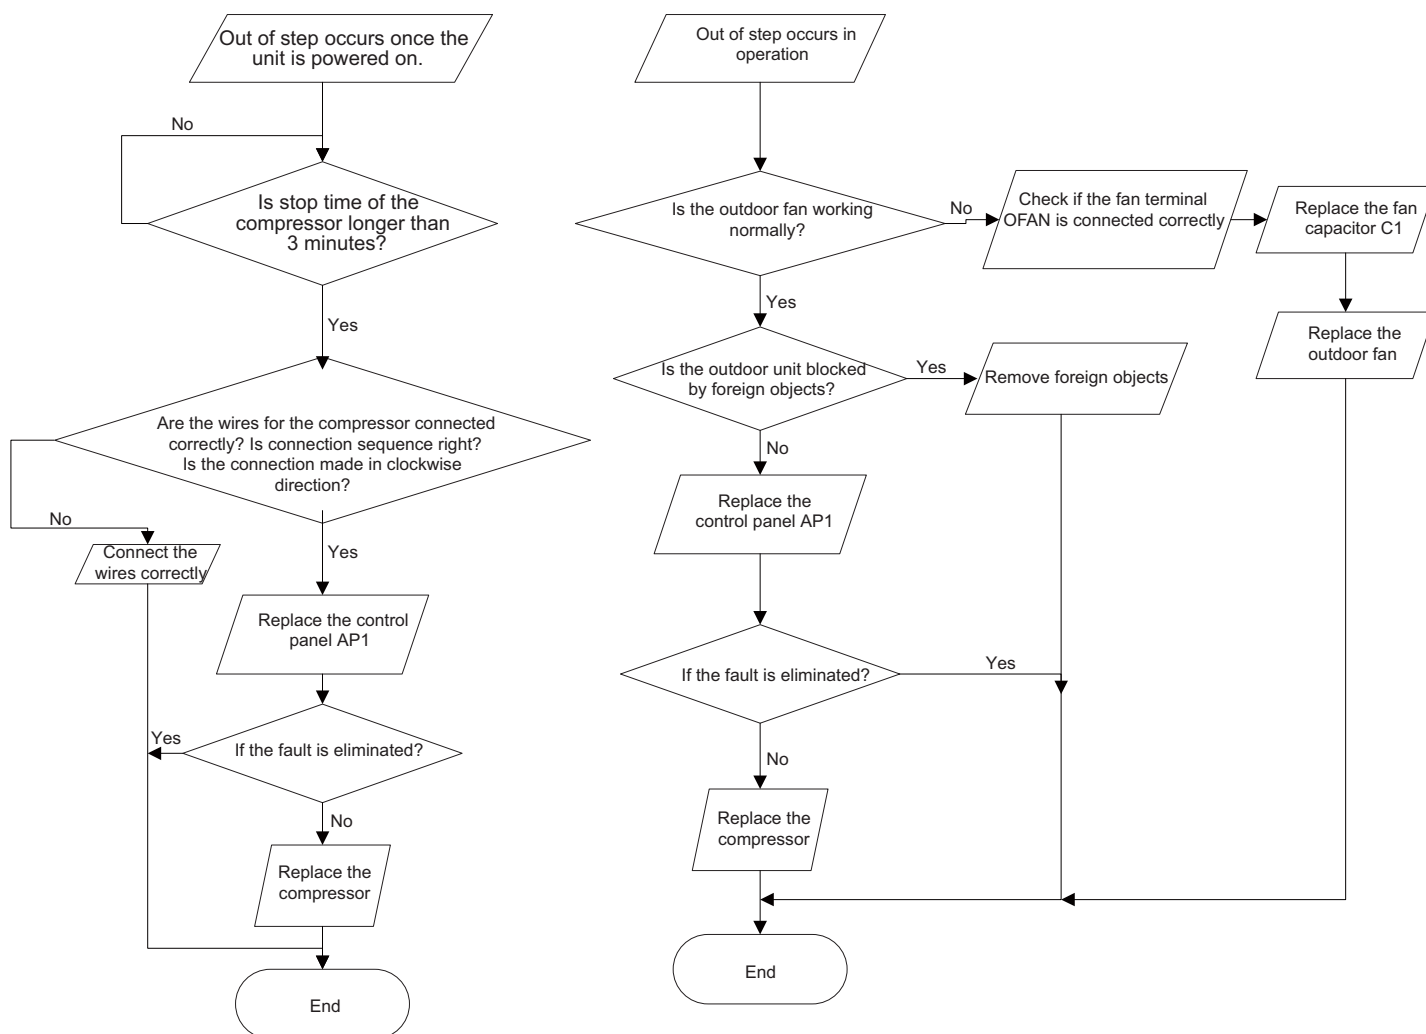 Out of step occurs once the
unit is powered on.
No
Is stop time of the
compressor longer than
3 minutes?
Yes
Are the wires for the compressor connected
correctly? Is connection sequence right?
Is the connection made in clockwise
direction?
No
Connect the
wires correctly
Yes
Replace the control
panel AP1
Yes
If the fault is eliminated?
No
Replace the
compressor
End
Out of step occurs in
operation
Is the outdoor fan working
normally?
No
Check if the fan terminal
OFAN is connected correctly
Replace the fan
capacitor C1
Replace the
outdoor fan
Yes
Is the outdoor unit blocked
by foreign objects?
Yes
Remove foreign objects
No
Replace the
control panel AP1
If the fault is eliminated?
Yes
No
Replace the
compressor
End